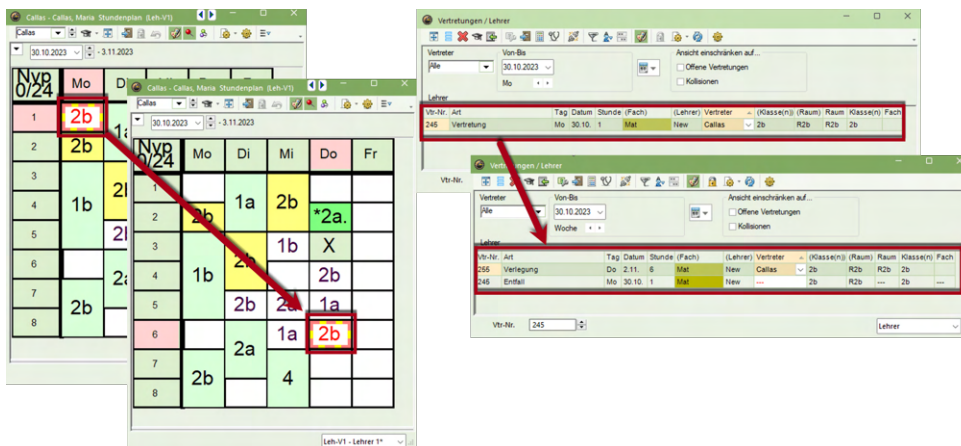 Callas - Callas, Maria Stundenplan (Leh-V1)
Callas
30.10.2023 - 3.11.2023
Nvp 0/24 Mo
1 2b
2 2b
3
4 1b
5
6
7 2b
8
Callas - Callas, Maria Stundenplan (Leh-V1)
Callas
30.10.2023 - 3.11.2023
Nvp 0/24 Mo Di Mi Do Fr
1 1a 2b
2 2b *2a.
3 2b 1b X
4 1b 2b
5 2b 2a 1a
6 2a 1a 2b
7 2b 4
8
Leh-V1 - Lehrer 1*
Vertretungen / Lehrer
Vertreter Von-Bis Ansicht einschränken auf...
Alle 30.10.2023 Offene Vertretungen
Mo Kollisionen
Lehrer
Vtr-Nr. Art Tag Datum Stunde (Fach) (Lehrer) Vertreter (Klasse(n)) (Raum) Raum Klasse(n) Fach
245 Vertretung Mo 30.10. 1 Mat New Callas 2b R2b R2b 2b
Vtr-Nr.
Vertretungen / Lehrer
Vertreter Von-Bis Ansicht einschränken auf...
Alle 30.10.2023 Offene Vertretungen
Woche Kollisionen
Lehrer
Vtr-Nr. Art Tag Datum Stunde (Fach) (Lehrer) Vertreter (Klasse(n)) (Raum) Raum Klasse(n) Fach
255 Verlegung Do 2.11. 6 Mat New Callas 2b R2b R2b 2b
245 Entfall Mo 30.10. 1 Mat New --- 2b R2b --- 2b ---
Vtr-Nr. 245 Lehrer